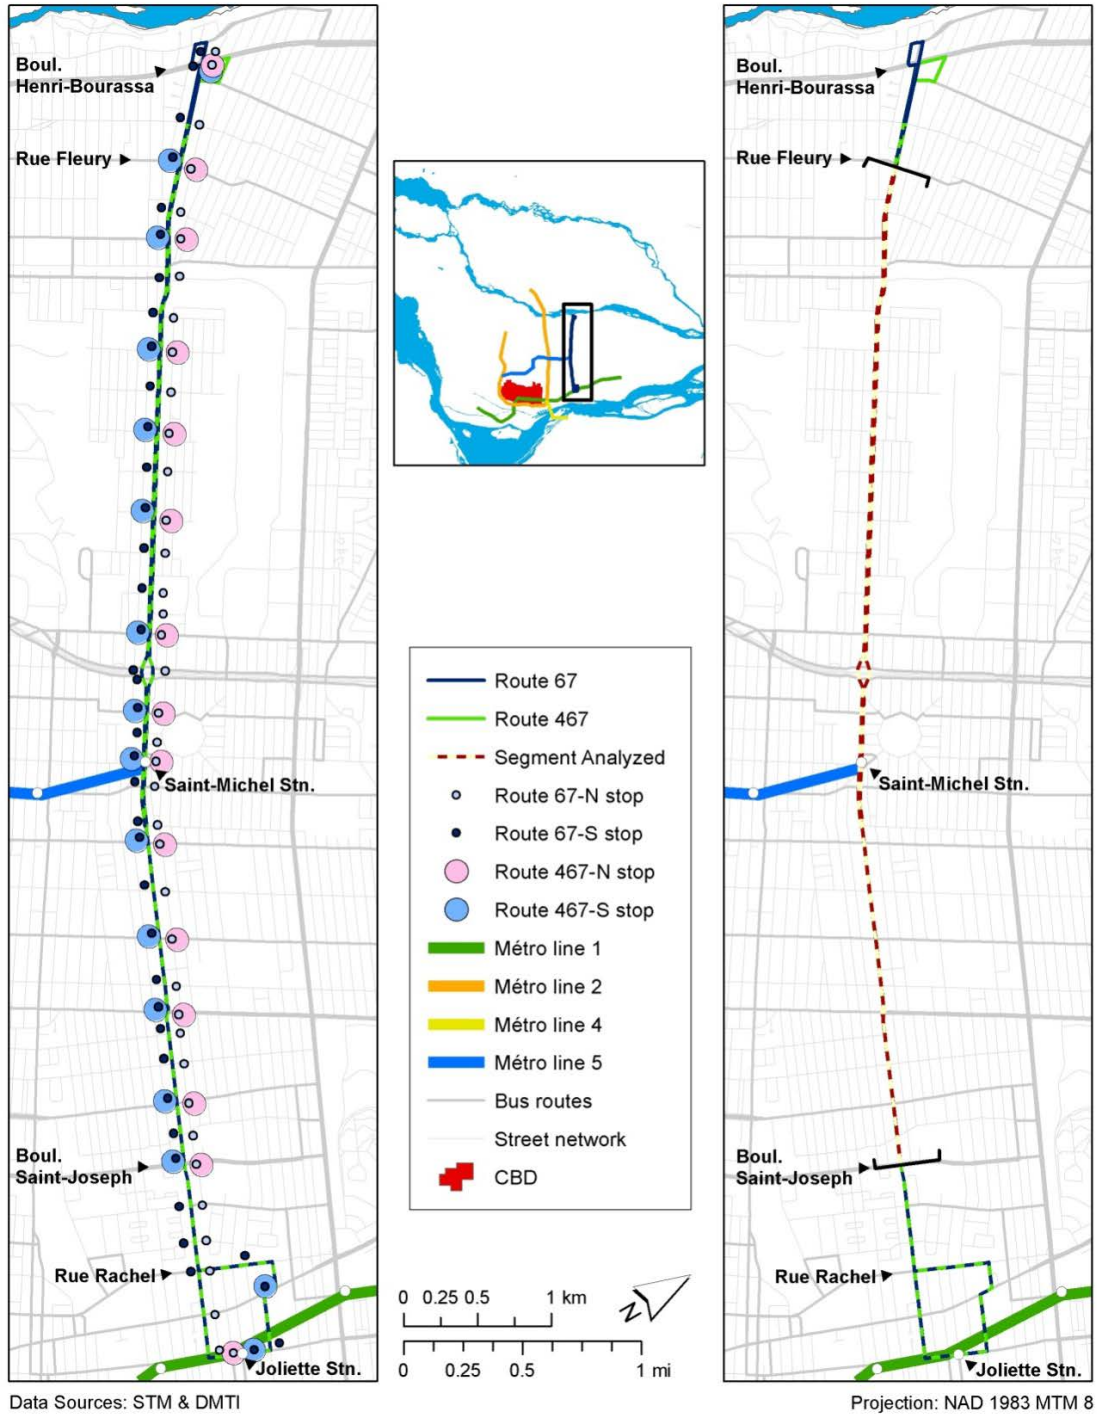 Boul.
Henri-Bourassa
Rue Fleury
Saint-Michel Stn.
Boul.
Saint-Joseph
Rue Rachel
Joliette Stn.
Route 67
Route 467
Segment Analyzed
Route 67-N stop
Route 67-S stop
Route 467-N stop
Route 467-S stop
Métro line 1
Métro line 2
Métro line 4
Métro line 5
Bus routes
Street network
CBD
0 0.25 0.5 1 km
N
0 0.25 0.5 1 mi
Boul.
Henri-Bourassa
Rue Fleury
Saint-Michel Stn.
Boul.
Saint-Joseph
Rue Rachel
Joliette Stn.
Data Sources: STM & DMTI
Projection: NAD 1983 MTM 8